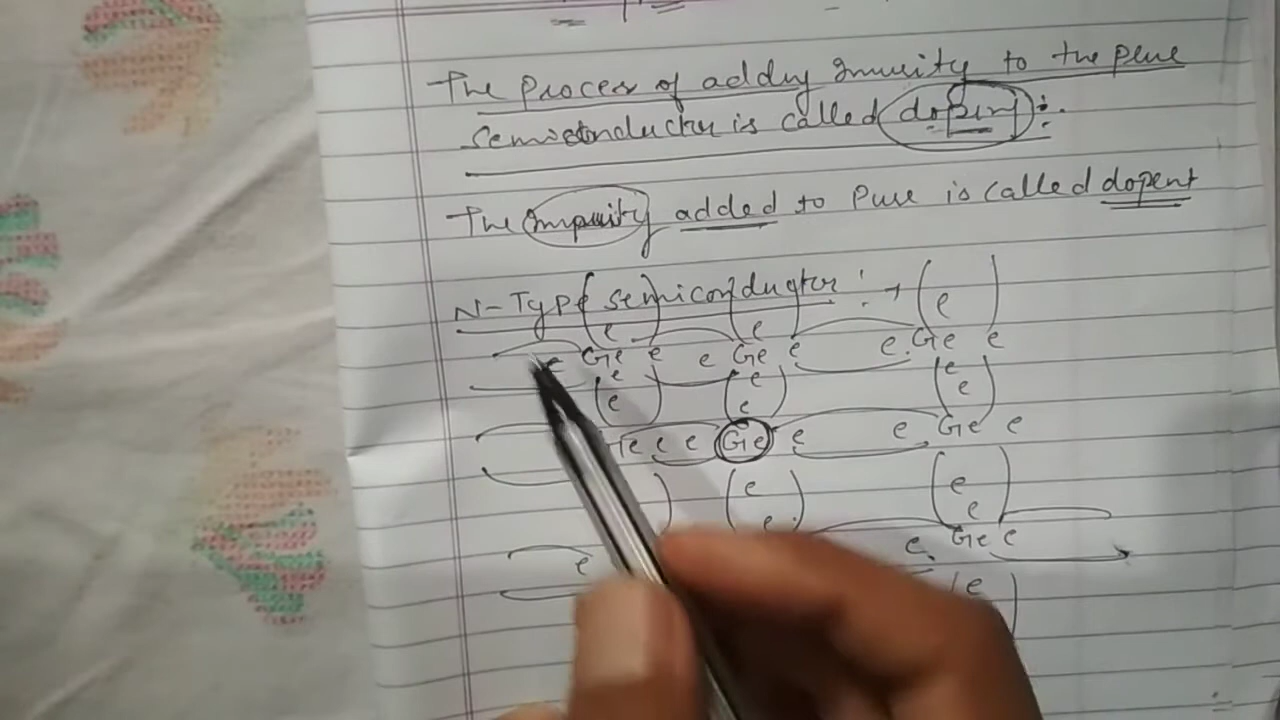 The Process of adding impurity to the pure
semiconductor is called doping :.
The impurity added to Pure is called dopent
N-Type semiconductor : →
e e e
e Ge e e Ge e e Ge e
e e e
e e e
Ge e e Ge e e Ge e
e e
e e
e Ge e
e e